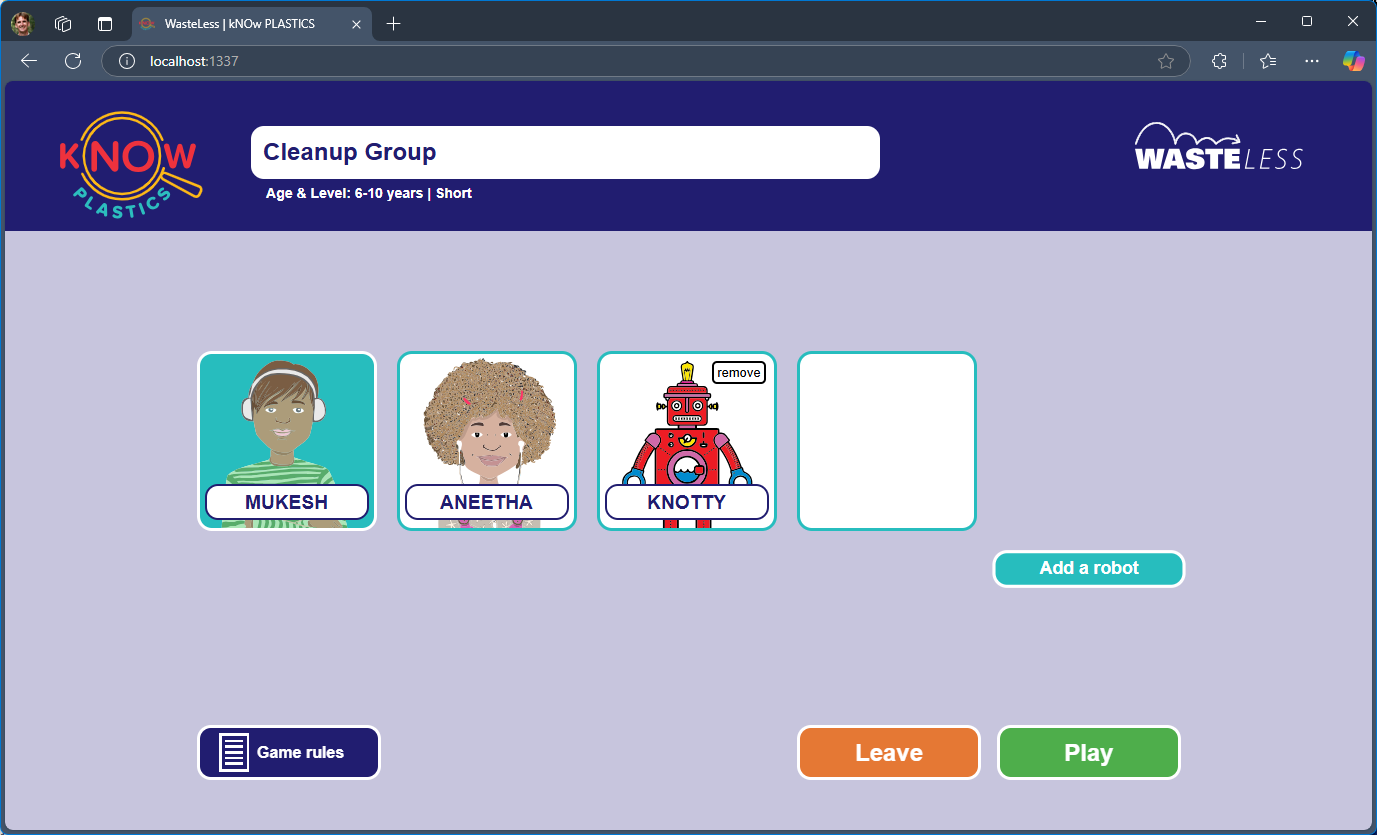 WasteLess | kNOw PLASTICS
localhost:1337
KNOW
PLASTICS
Cleanup Group
Age & Level: 6-10 years | Short
WASTELESS
remove
MUKESH
ANEETHA
KNOTTY
Add a robot
Game rules
Leave
Play